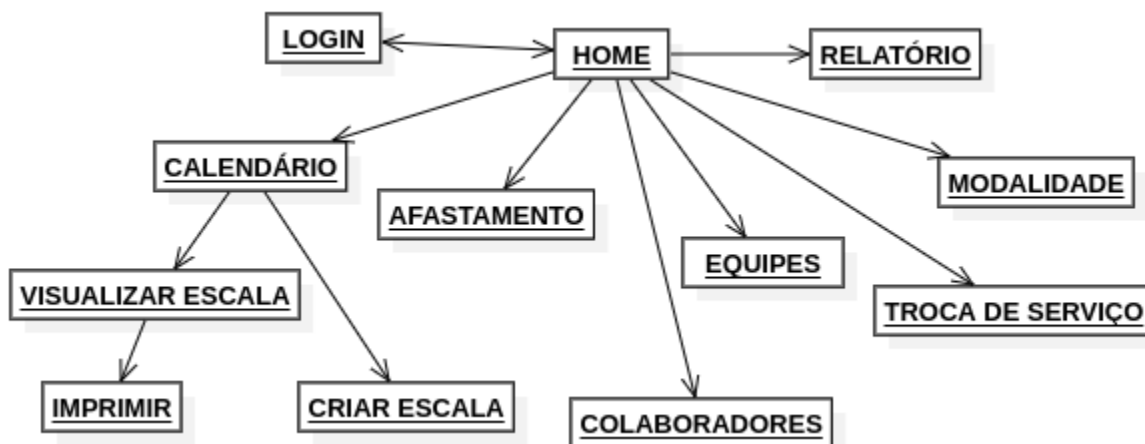 LOGIN
HOME
RELATÓRIO
CALENDÁRIO
MODALIDADE
AFASTAMENTO
EQUIPES
VISUALIZAR ESCALA
TROCA DE SERVIÇO
IMPRIMIR
CRIAR ESCALA
COLABORADORES